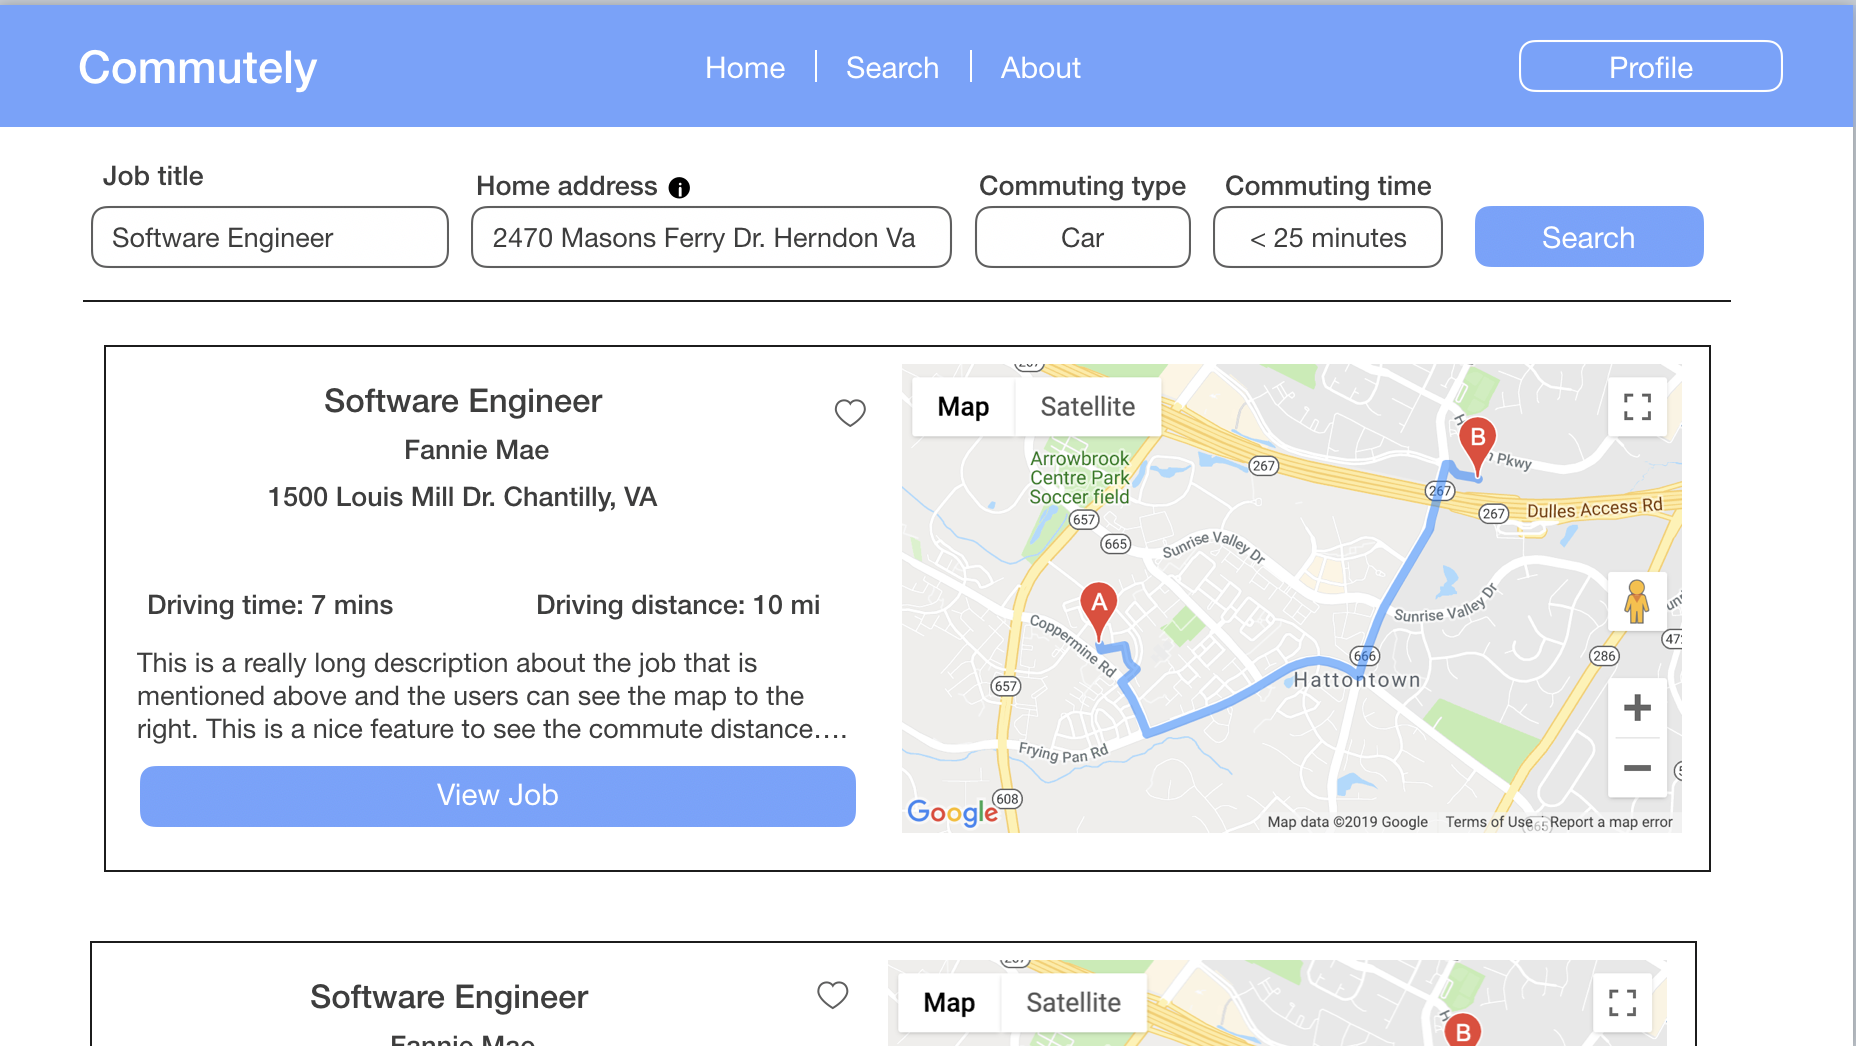 Commutely
Home
Search
About
Profile
Job title
Home address
Commuting type
Commuting time
Software Engineer
2470 Masons Ferry Dr. Herndon Va
Car
< 25 minutes
Search
Software Engineer
Fannie Mae
1500 Louis Mill Dr. Chantilly, VA
Driving time: 7 mins
Driving distance: 10 mi
This is a really long description about the job that is
mentioned above and the users can see the map to the
right. This is a nice feature to see the commute distance....
View Job
Map
Satellite
B
Pkwy
Arrowbrook
Centre Park
Soccer field
267
267
267
Dulles Access Rd
657
665
Sunrise Valley Dr
A
Coppermine Rd
Sunrise Valley Dr
666
286
657
Hattontown
Frying Pan Rd
608
Google
Map data ©2019 Google
Terms of Use
Report a map error
Software Engineer
Fannie Mae
Map
Satellite
B